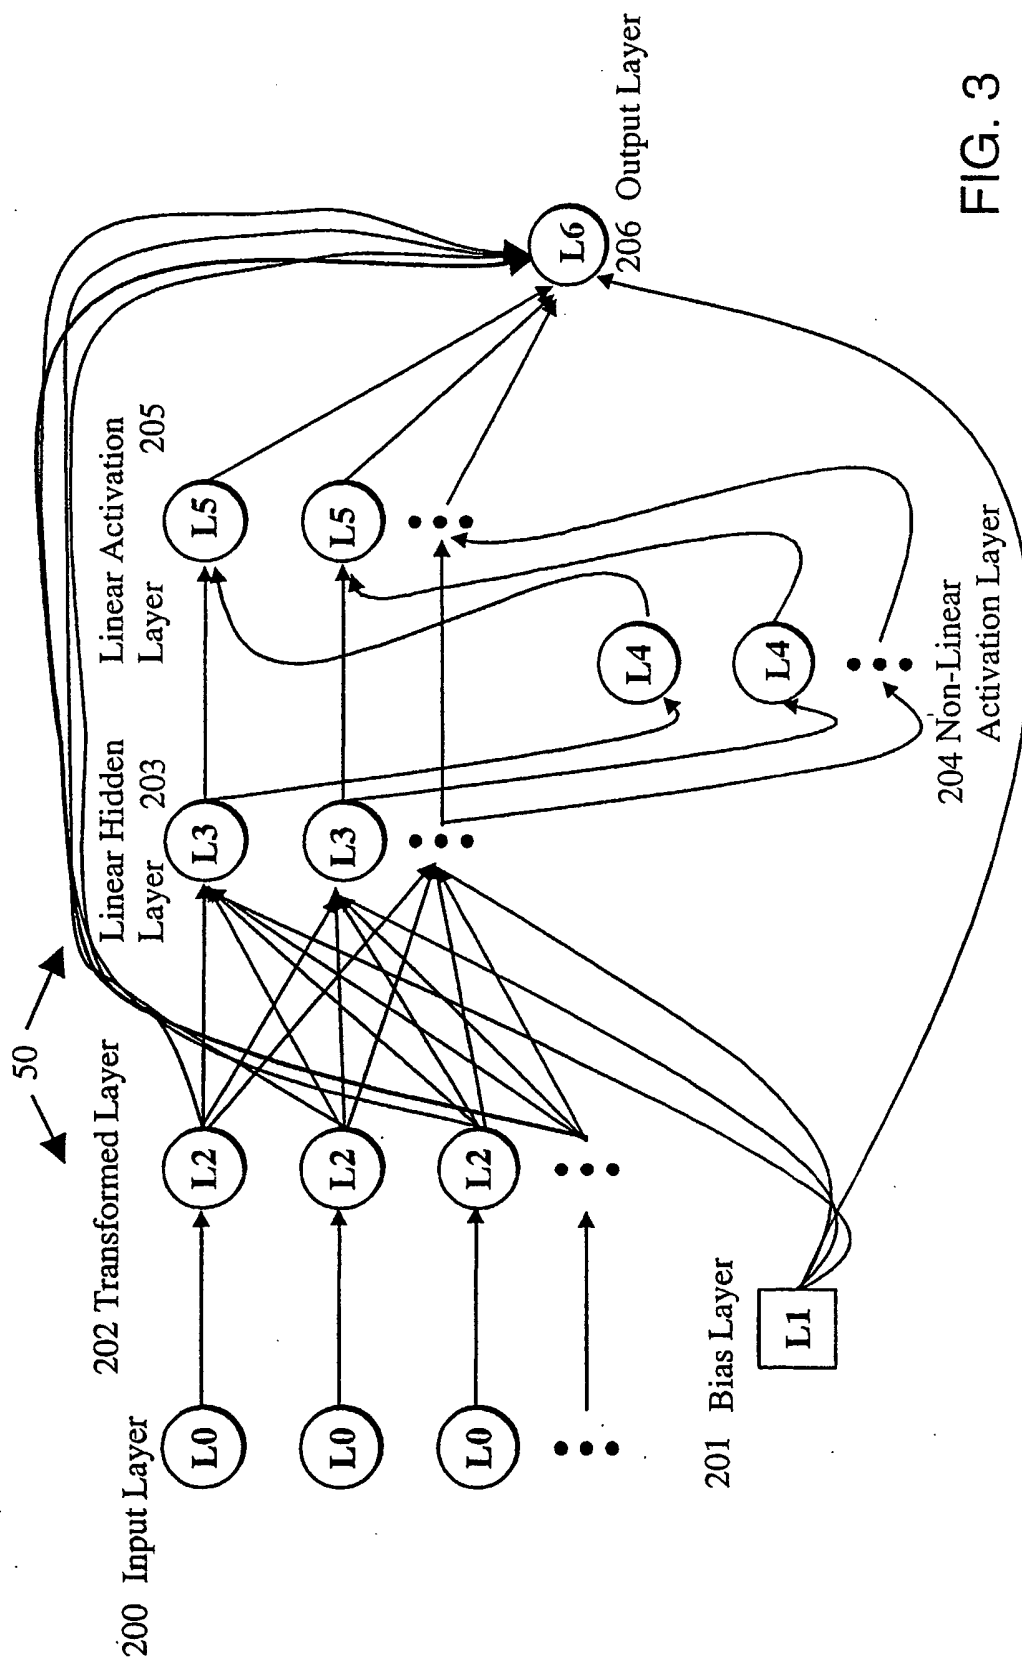 50
200 Input Layer
202 Transformed Layer
Linear Hidden
Layer 203
Linear Activation
Layer 205
L0
L2
L3
L5
L0
L2
L3
L5
L0
L2
L6
206 Output Layer
L4
L4
201 Bias Layer
L1
204 Non-Linear
Activation Layer
FIG. 3